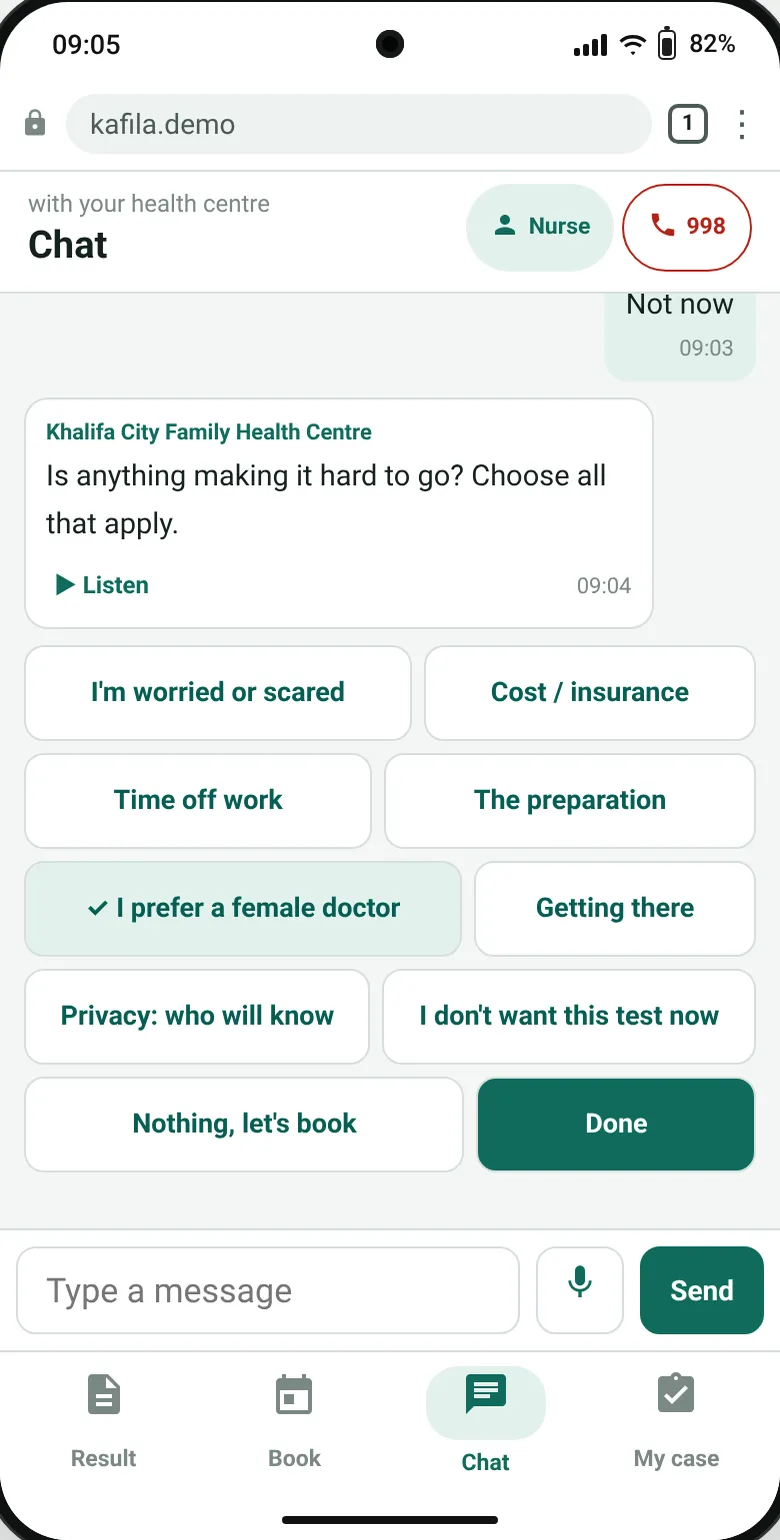 09:05
82%
kafila.demo
1
with your health centre
Chat
Nurse
998
Not now
09:03
Khalifa City Family Health Centre
Is anything making it hard to go? Choose all
that apply.
Listen
09:04
I'm worried or scared
Cost / insurance
Time off work
The preparation
I prefer a female doctor
Getting there
Privacy: who will know
I don't want this test now
Nothing, let's book
Done
Type a message
Send
Result
Book
Chat
My case